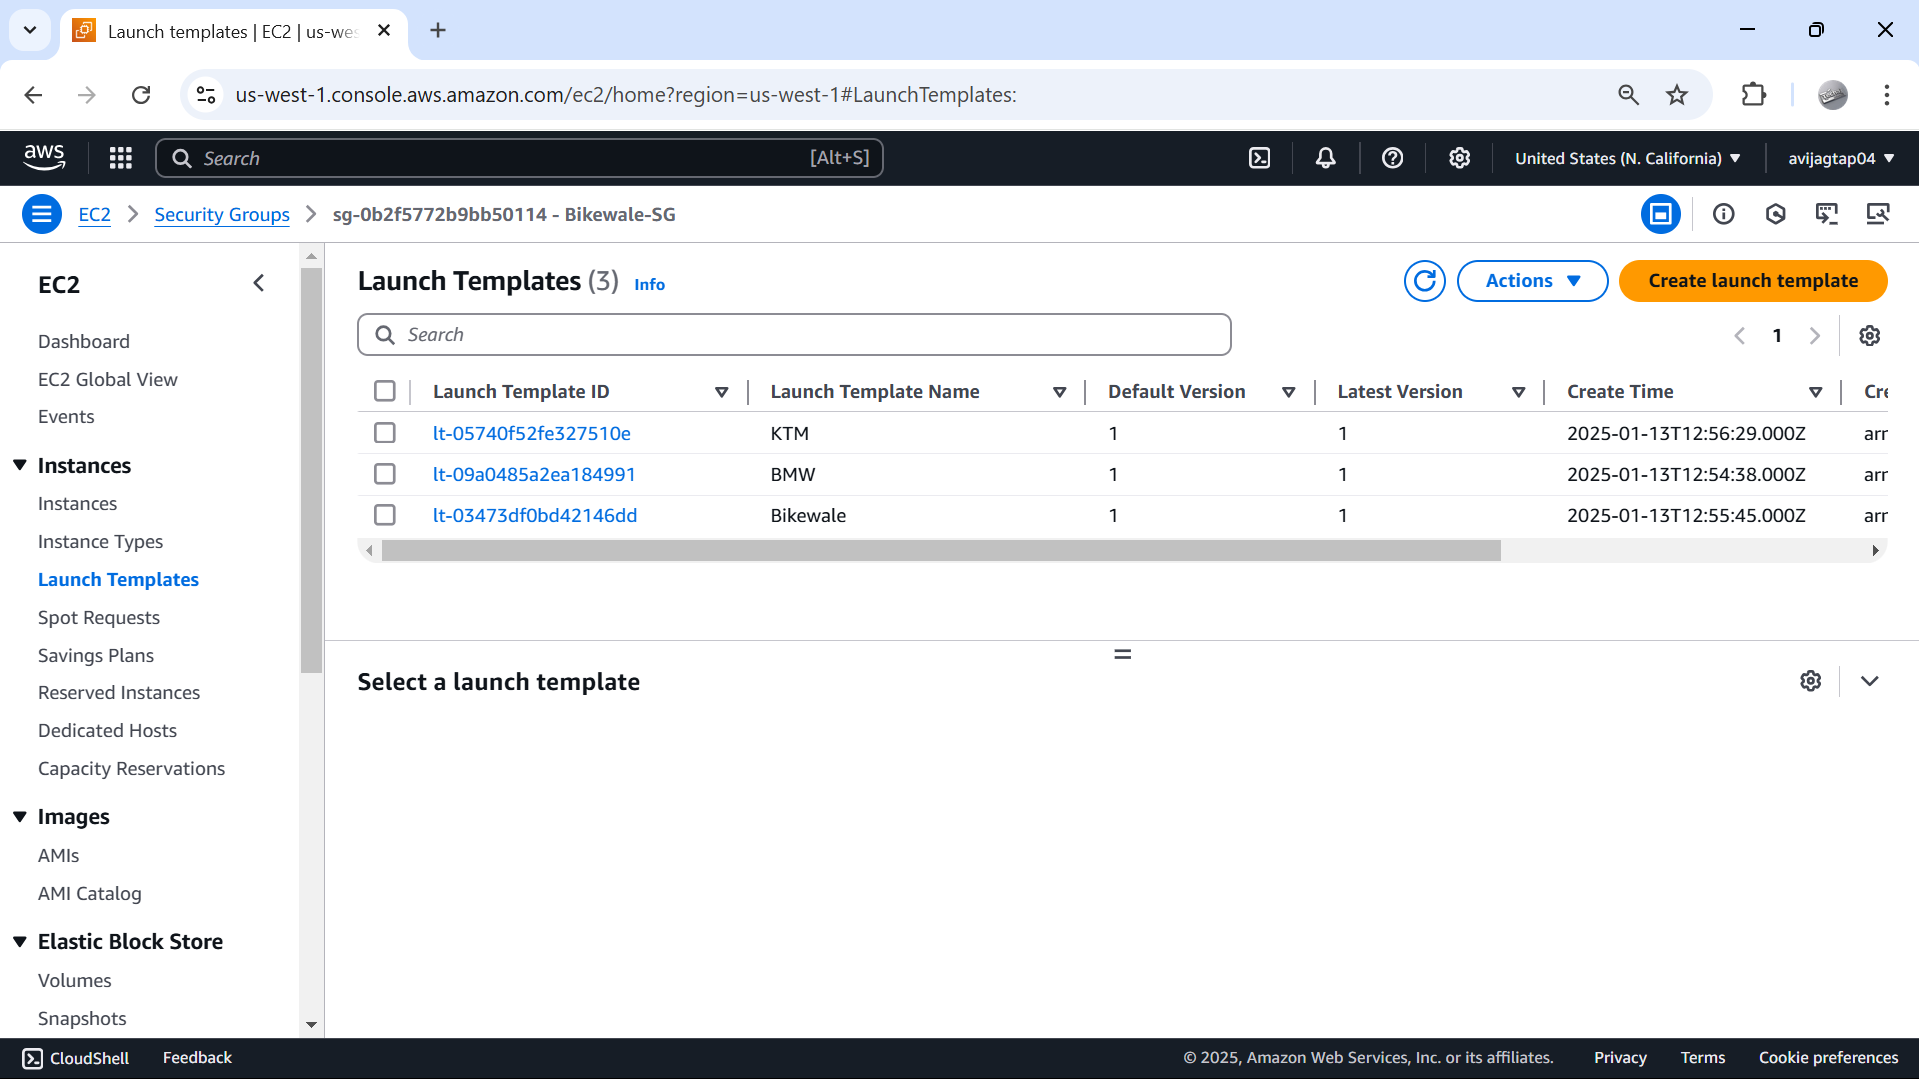 Launch templates | EC2 | us-wes
us-west-1.console.aws.amazon.com/ec2/home?region=us-west-1#LaunchTemplates:
aws
Search [Alt+S]
United States (N. California)
avijagtap04
EC2 Security Groups sg-0b2f5772b9bb50114 - Bikewale-SG
EC2
Dashboard
EC2 Global View
Events
Instances
Instances
Instance Types
Launch Templates
Spot Requests
Savings Plans
Reserved Instances
Dedicated Hosts
Capacity Reservations
Images
AMIs
AMI Catalog
Elastic Block Store
Volumes
Snapshots
Launch Templates (3) Info
Actions
Create launch template
Search
1
Launch Template ID Launch Template Name Default Version Latest Version Create Time Cre
lt-05740f52fe327510e KTM 1 1 2025-01-13T12:56:29.000Z arn
lt-09a0485a2ea184991 BMW 1 1 2025-01-13T12:54:38.000Z arn
lt-03473df0bd42146dd Bikewale 1 1 2025-01-13T12:55:45.000Z arn
Select a launch template
CloudShell Feedback
© 2025, Amazon Web Services, Inc. or its affiliates. Privacy Terms Cookie preferences